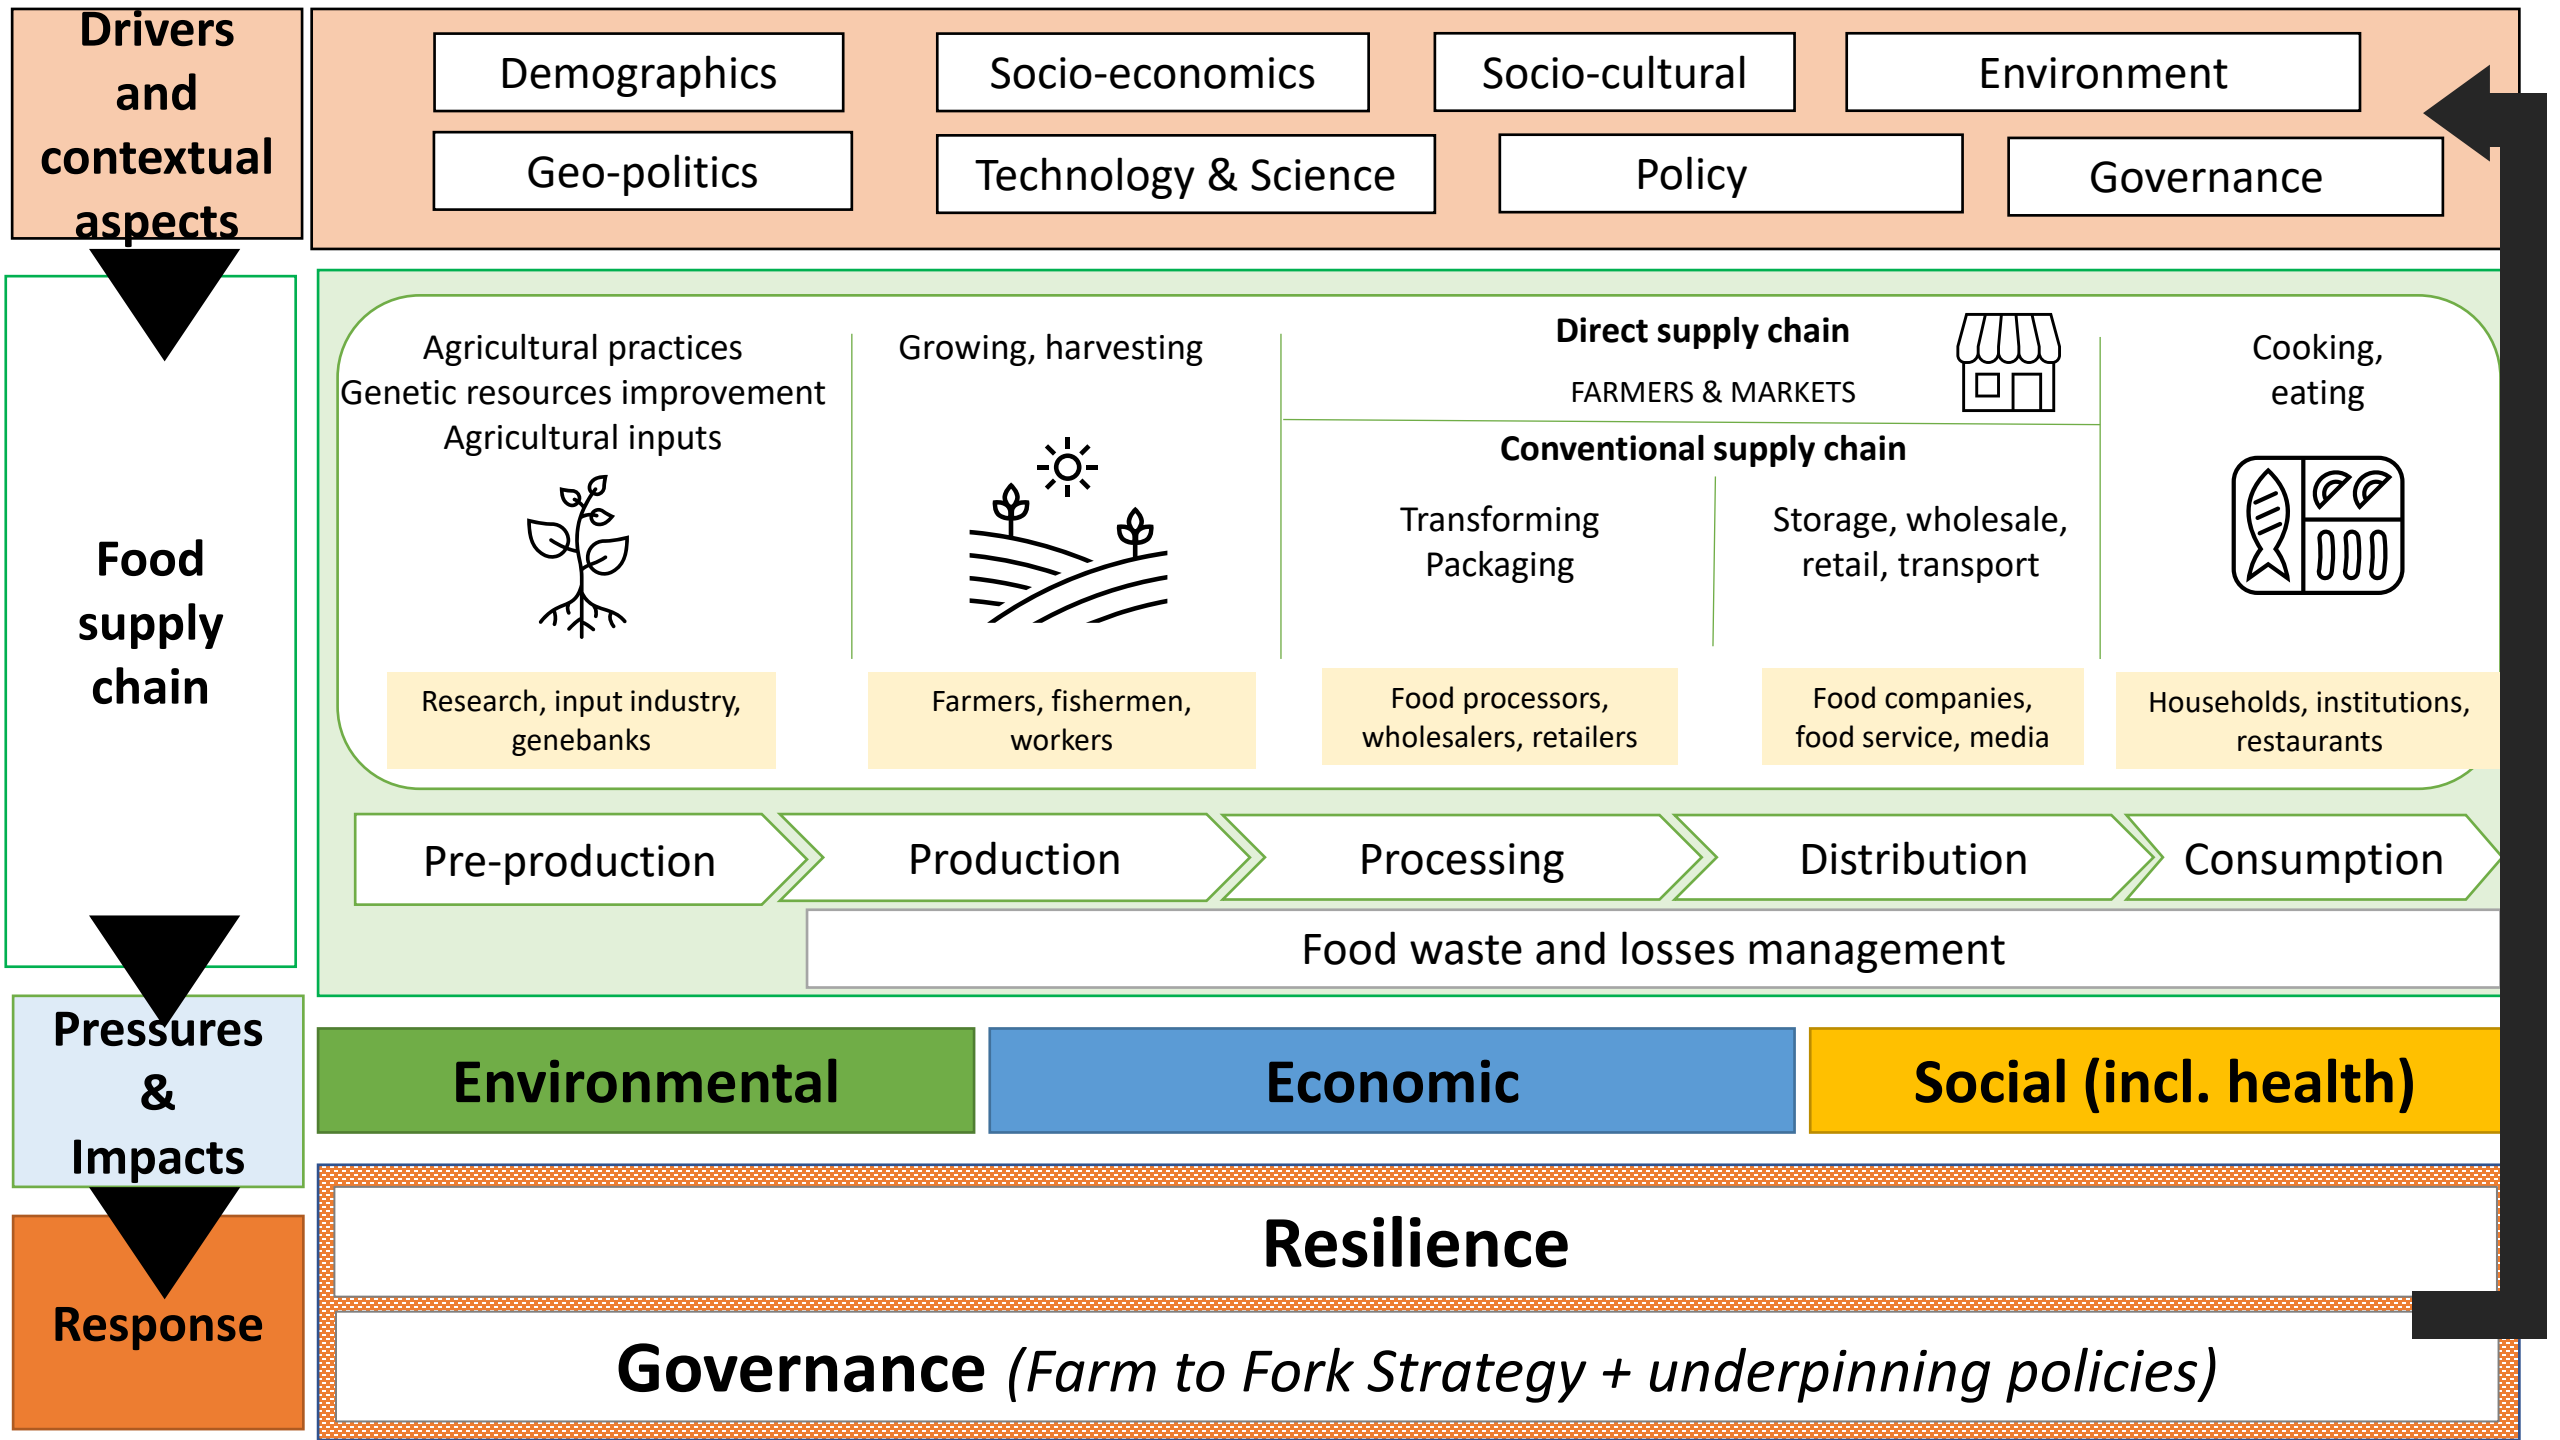 Drivers
and
contextual
aspects
Demographics
Socio-economics
Socio-cultural
Environment
Geo-politics
Technology & Science
Policy
Governance
Food
supply
chain
Agricultural practices
Genetic resources improvement
Agricultural inputs
Growing, harvesting
Direct supply chain
FARMERS & MARKETS
Conventional supply chain
Transforming
Packaging
Storage, wholesale,
retail, transport
Cooking,
eating
Research, input industry,
genebanks
Farmers, fishermen,
workers
Food processors,
wholesalers, retailers
Food companies,
food service, media
Households, institutions,
restaurants
Pre-production
Production
Processing
Distribution
Consumption
Food waste and losses management
Pressures
&
Impacts
Environmental
Economic
Social (incl. health)
Response
Resilience
Governance (Farm to Fork Strategy + underpinning policies)